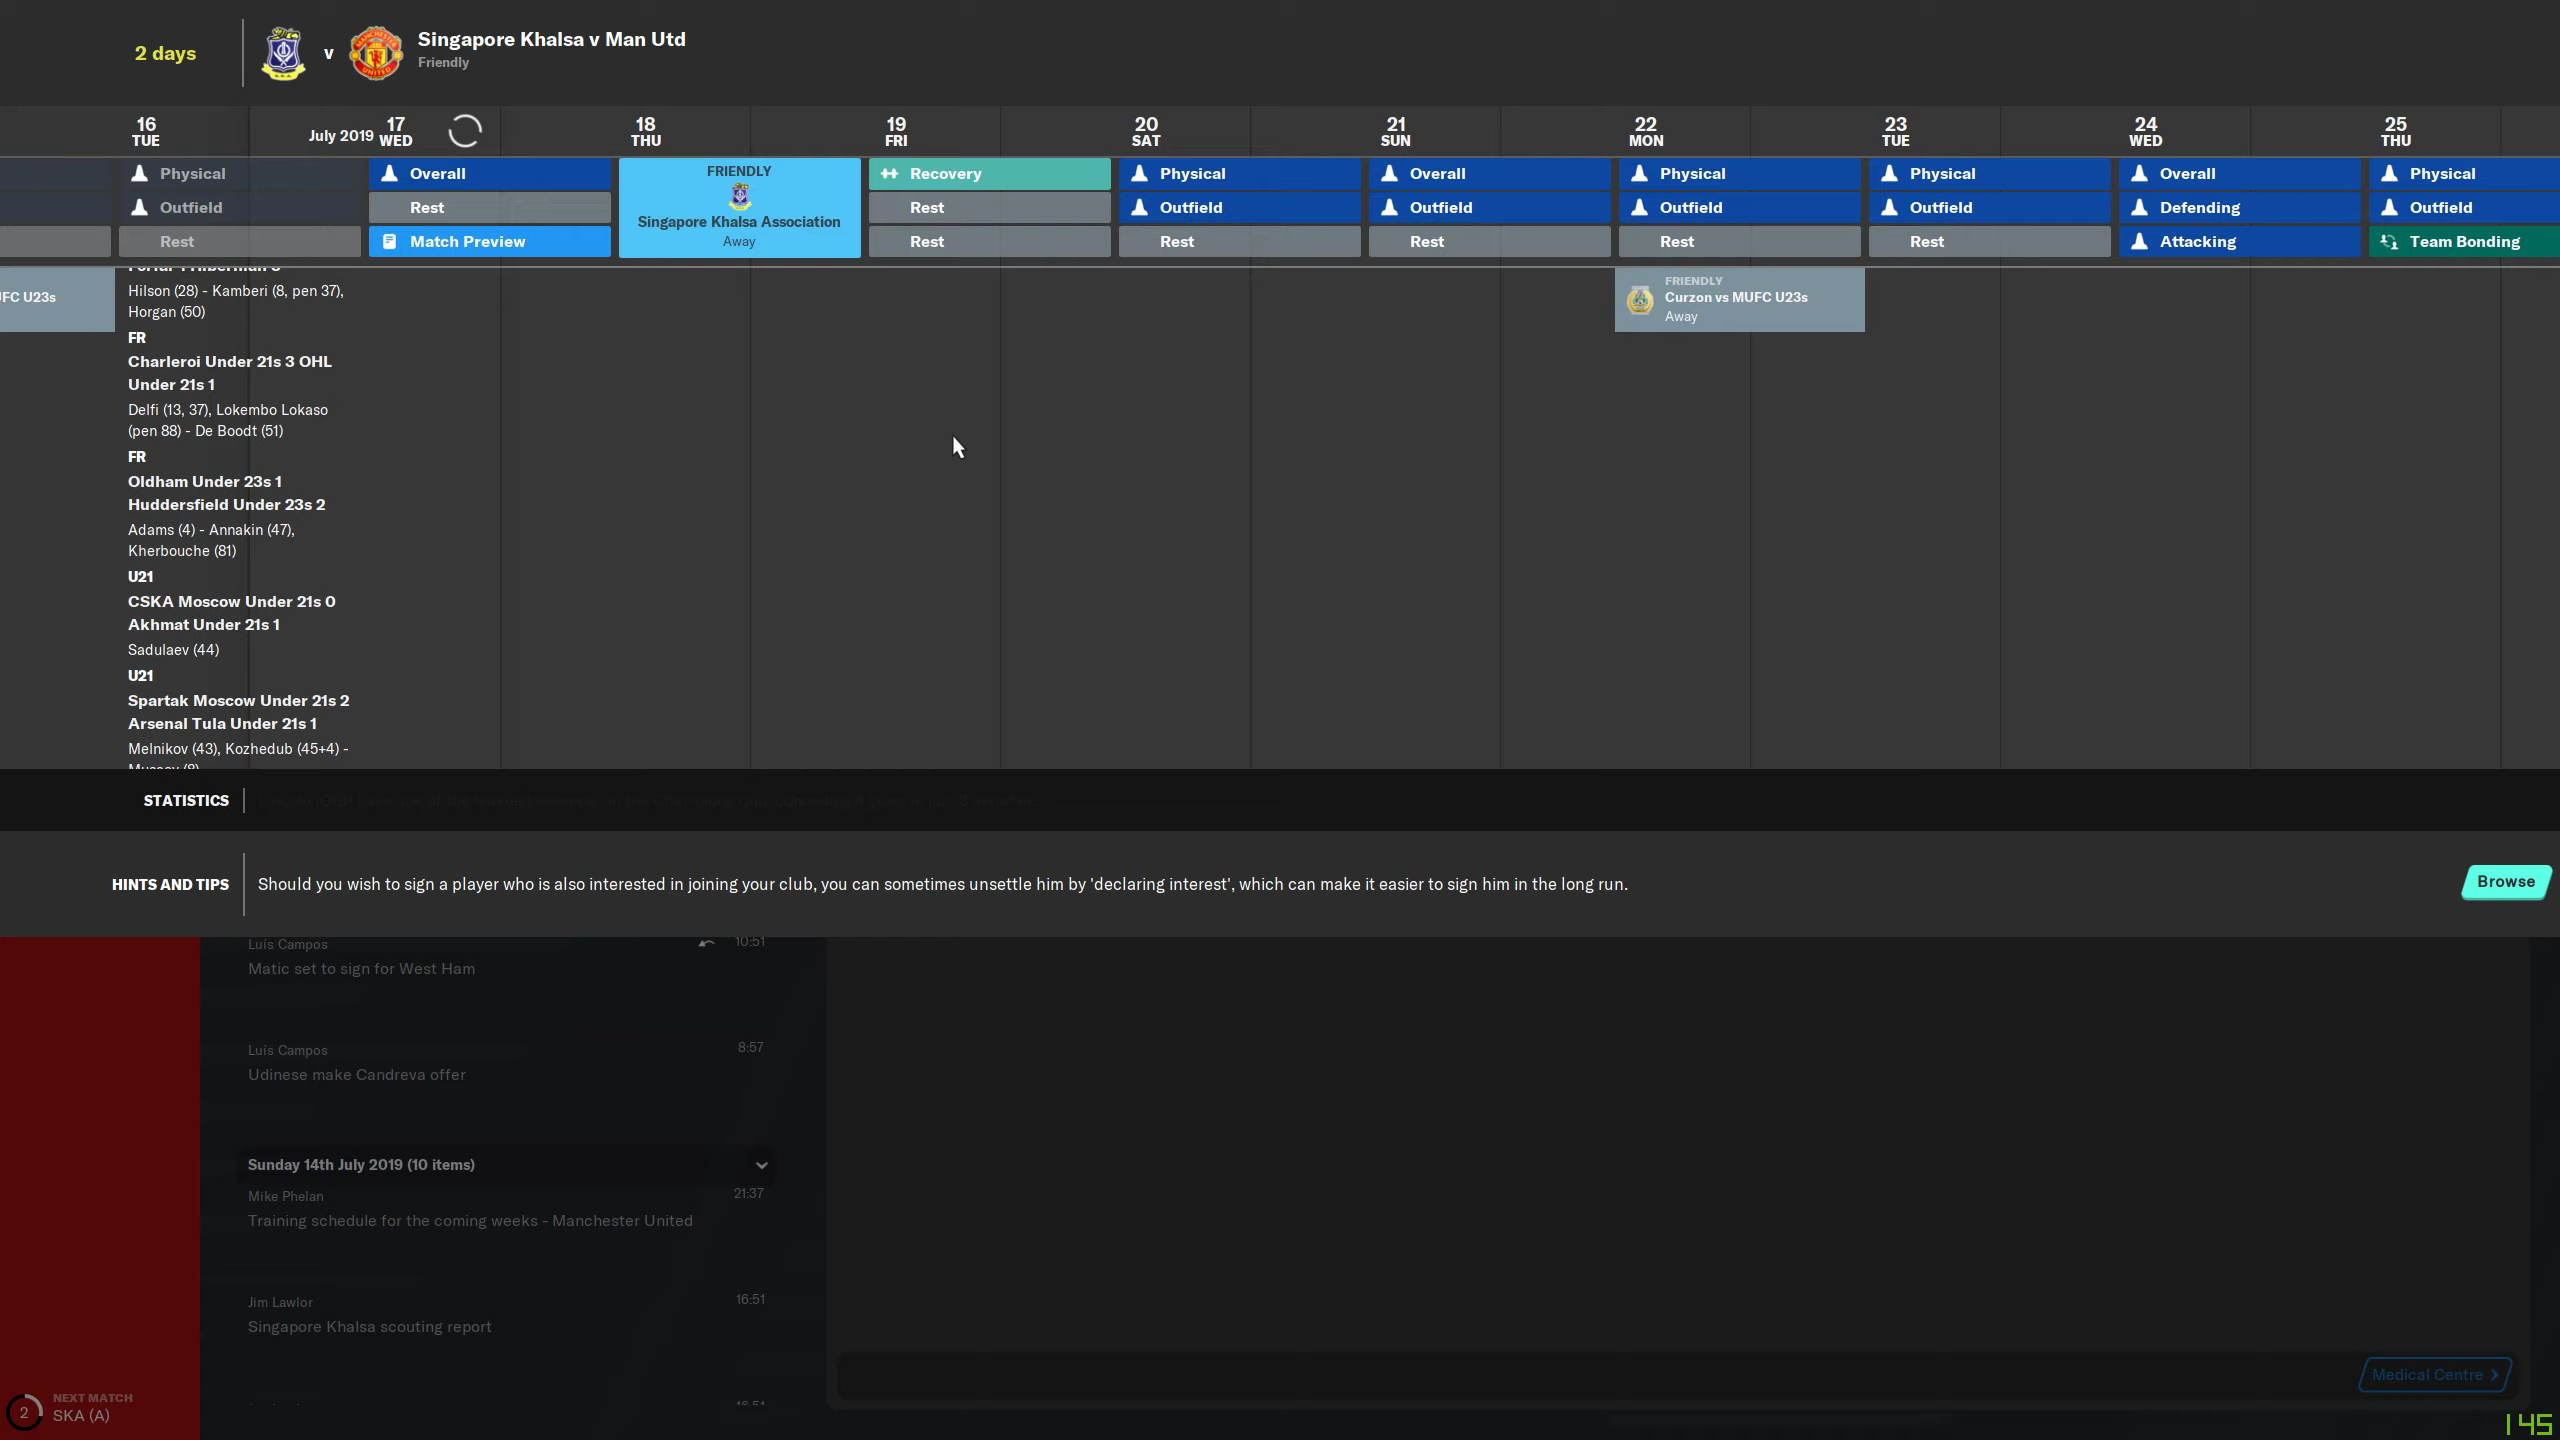 2 days
v
Singapore Khalsa v Man Utd
Friendly
16
TUE
July 2019
17
WED
18
THU
19
FRI
20
SAT
21
SUN
22
MON
23
TUE
24
WED
25
THU
Physical
Outfield
Rest
Overall
Rest
Match Preview
FRIENDLY
Singapore Khalsa Association
Away
Recovery
Rest
Rest
Physical
Outfield
Rest
Overall
Outfield
Rest
Physical
Outfield
Rest
Physical
Outfield
Rest
Overall
Defending
Attacking
Physical
Outfield
Team Bonding
FC U23s
Hilson (28) - Kamberi (8, pen 37),
Horgan (50)
FR
Charleroi Under 21s 3 OHL
Under 21s 1
Delfi (13, 37), Lokembo Lokaso
(pen 88) - De Boodt (51)
FR
Oldham Under 23s 1
Huddersfield Under 23s 2
Adams (4) - Annakin (47),
Kherbouche (81)
U21
CSKA Moscow Under 21s 0
Akhmat Under 21s 1
Sadulaev (44)
U21
Spartak Moscow Under 21s 2
Arsenal Tula Under 21s 1
Melnikov (43), Kozhedub (45+4) -
FRIENDLY
Curzon vs MUFC U23s
Away
STATISTICS
HINTS AND TIPS
Should you wish to sign a player who is also interested in joining your club, you can sometimes unsettle him by 'declaring interest', which can make it easier to sign him in the long run.
Browse
Luís Campos
10:51
Matic set to sign for West Ham
Luís Campos
8:57
Udinese make Candreva offer
Sunday 14th July 2019 (10 items)
Mike Phelan
21:37
Training schedule for the coming weeks - Manchester United
Jim Lawlor
16:51
Singapore Khalsa scouting report
Medical Centre
2
NEXT MATCH
SKA (A)
145